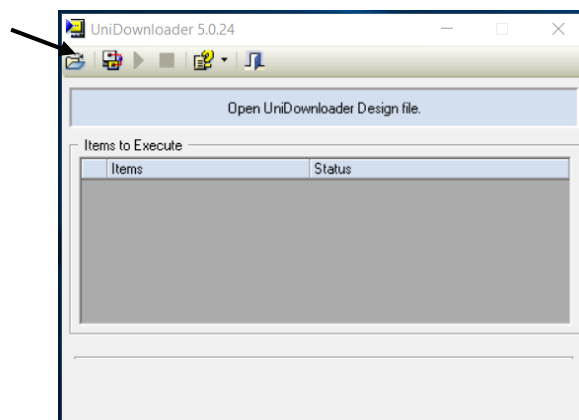 UniDownloader 5.0.24
Open UniDownloader Design file.
Items to Execute
Items Status